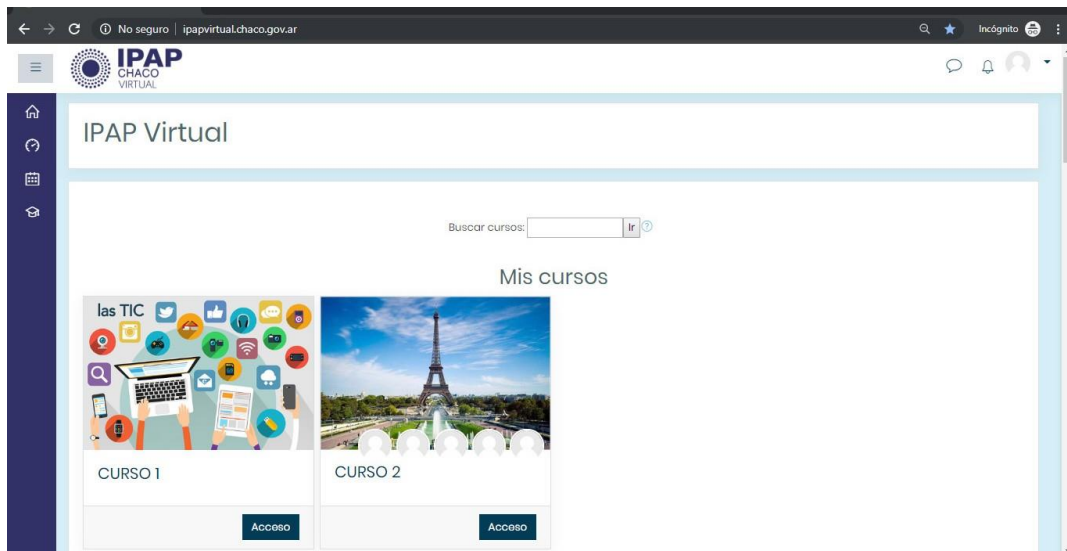 No seguro | ipapvirtual.chaco.gov.ar
Incógnito
IPAP
CHACO
VIRTUAL
IPAP Virtual
Buscar cursos:
Ir
Mis cursos
las TIC
CURSO 1
CURSO 2
Acceso
Acceso